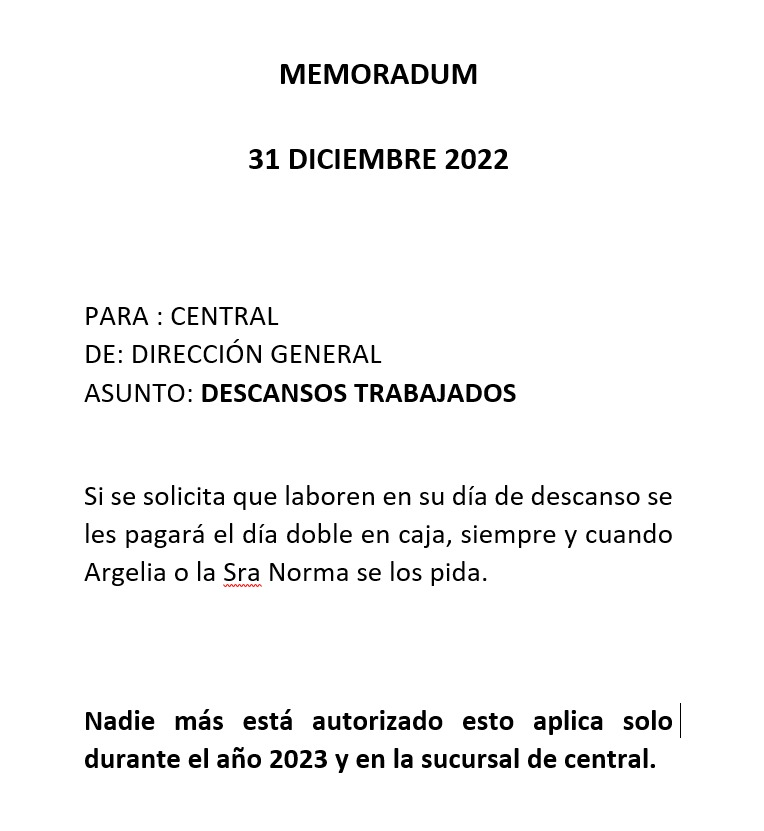 MEMORADUM
31 DICIEMBRE 2022
PARA : CENTRAL
DE: DIRECCIÓN GENERAL
ASUNTO: DESCANSOS TRABAJADOS
Si se solicita que laboren en su día de descanso se
les pagará el día doble en caja, siempre y cuando
Argelia o la Sra Norma se los pida.
Nadie más está autorizado esto aplica solo
durante el año 2023 y en la sucursal de central.